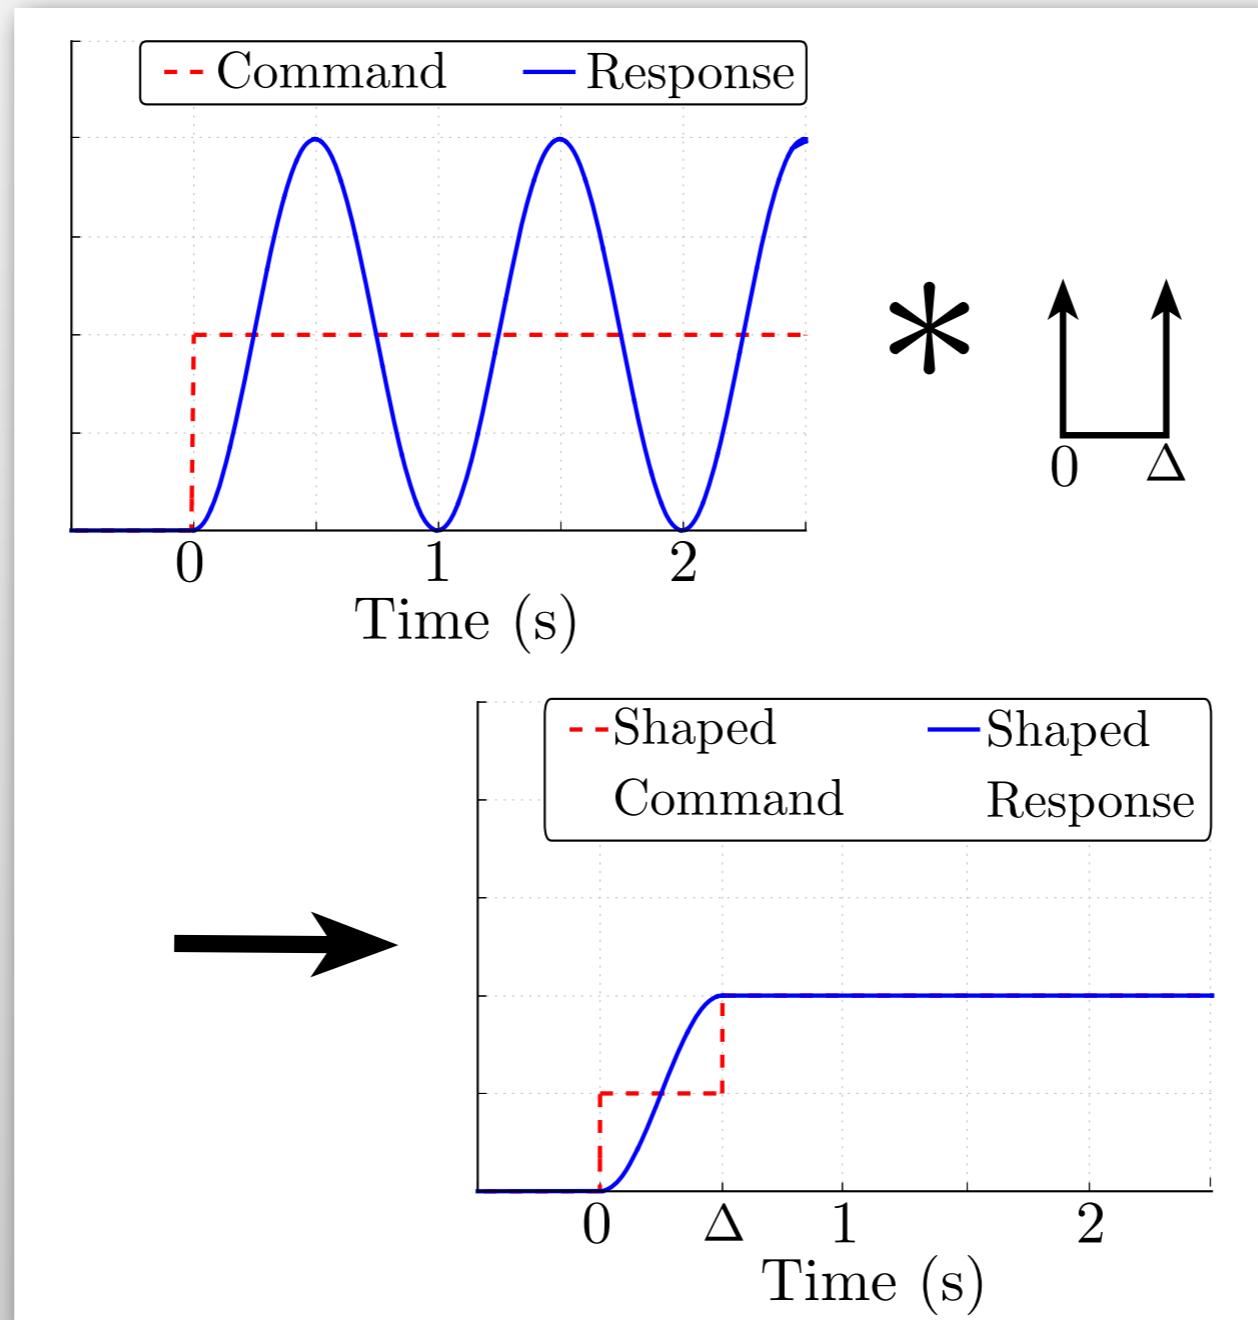 Command Response
0 1 2
Time (s)
* 0 Δ
Shaped Shaped
Command Response
0 Δ 1 2
Time (s)